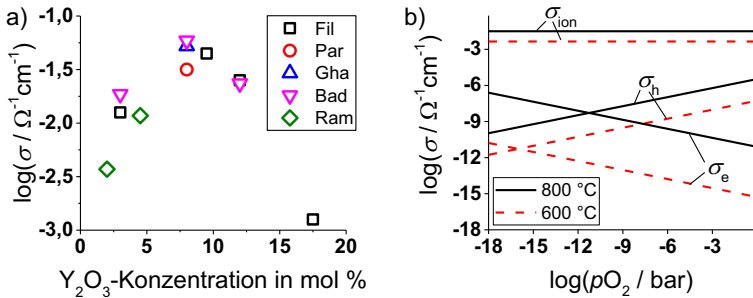 a)
log(σ / Ω⁻¹cm⁻¹)
-1,0
-1,5
-2,0
-2,5
-3,0
0 5 10 15 20
Y₂O₃-Konzentration in mol %
Fil
Par
Gha
Bad
Ram
b)
log(σ / Ω⁻¹cm⁻¹)
-3
-6
-9
-12
-15
-18
-18 -15 -12 -9 -6 -3
log(pO₂ / bar)
σion
σh
σe
800 °C
600 °C